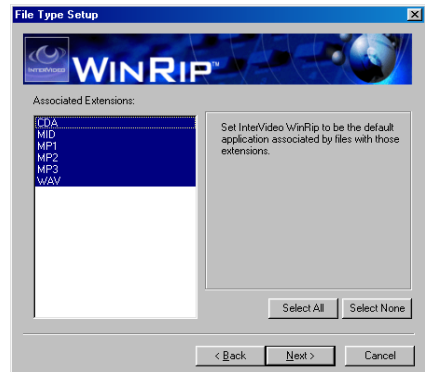 File Type Setup
INTERVIDEO
WINRIP™
Associated Extensions:
CDA
MID
MP1
MP2
MP3
WAV
Set InterVideo WinRip to be the default
application associated by files with those
extensions.
Select All
Select None
< Back
Next >
Cancel